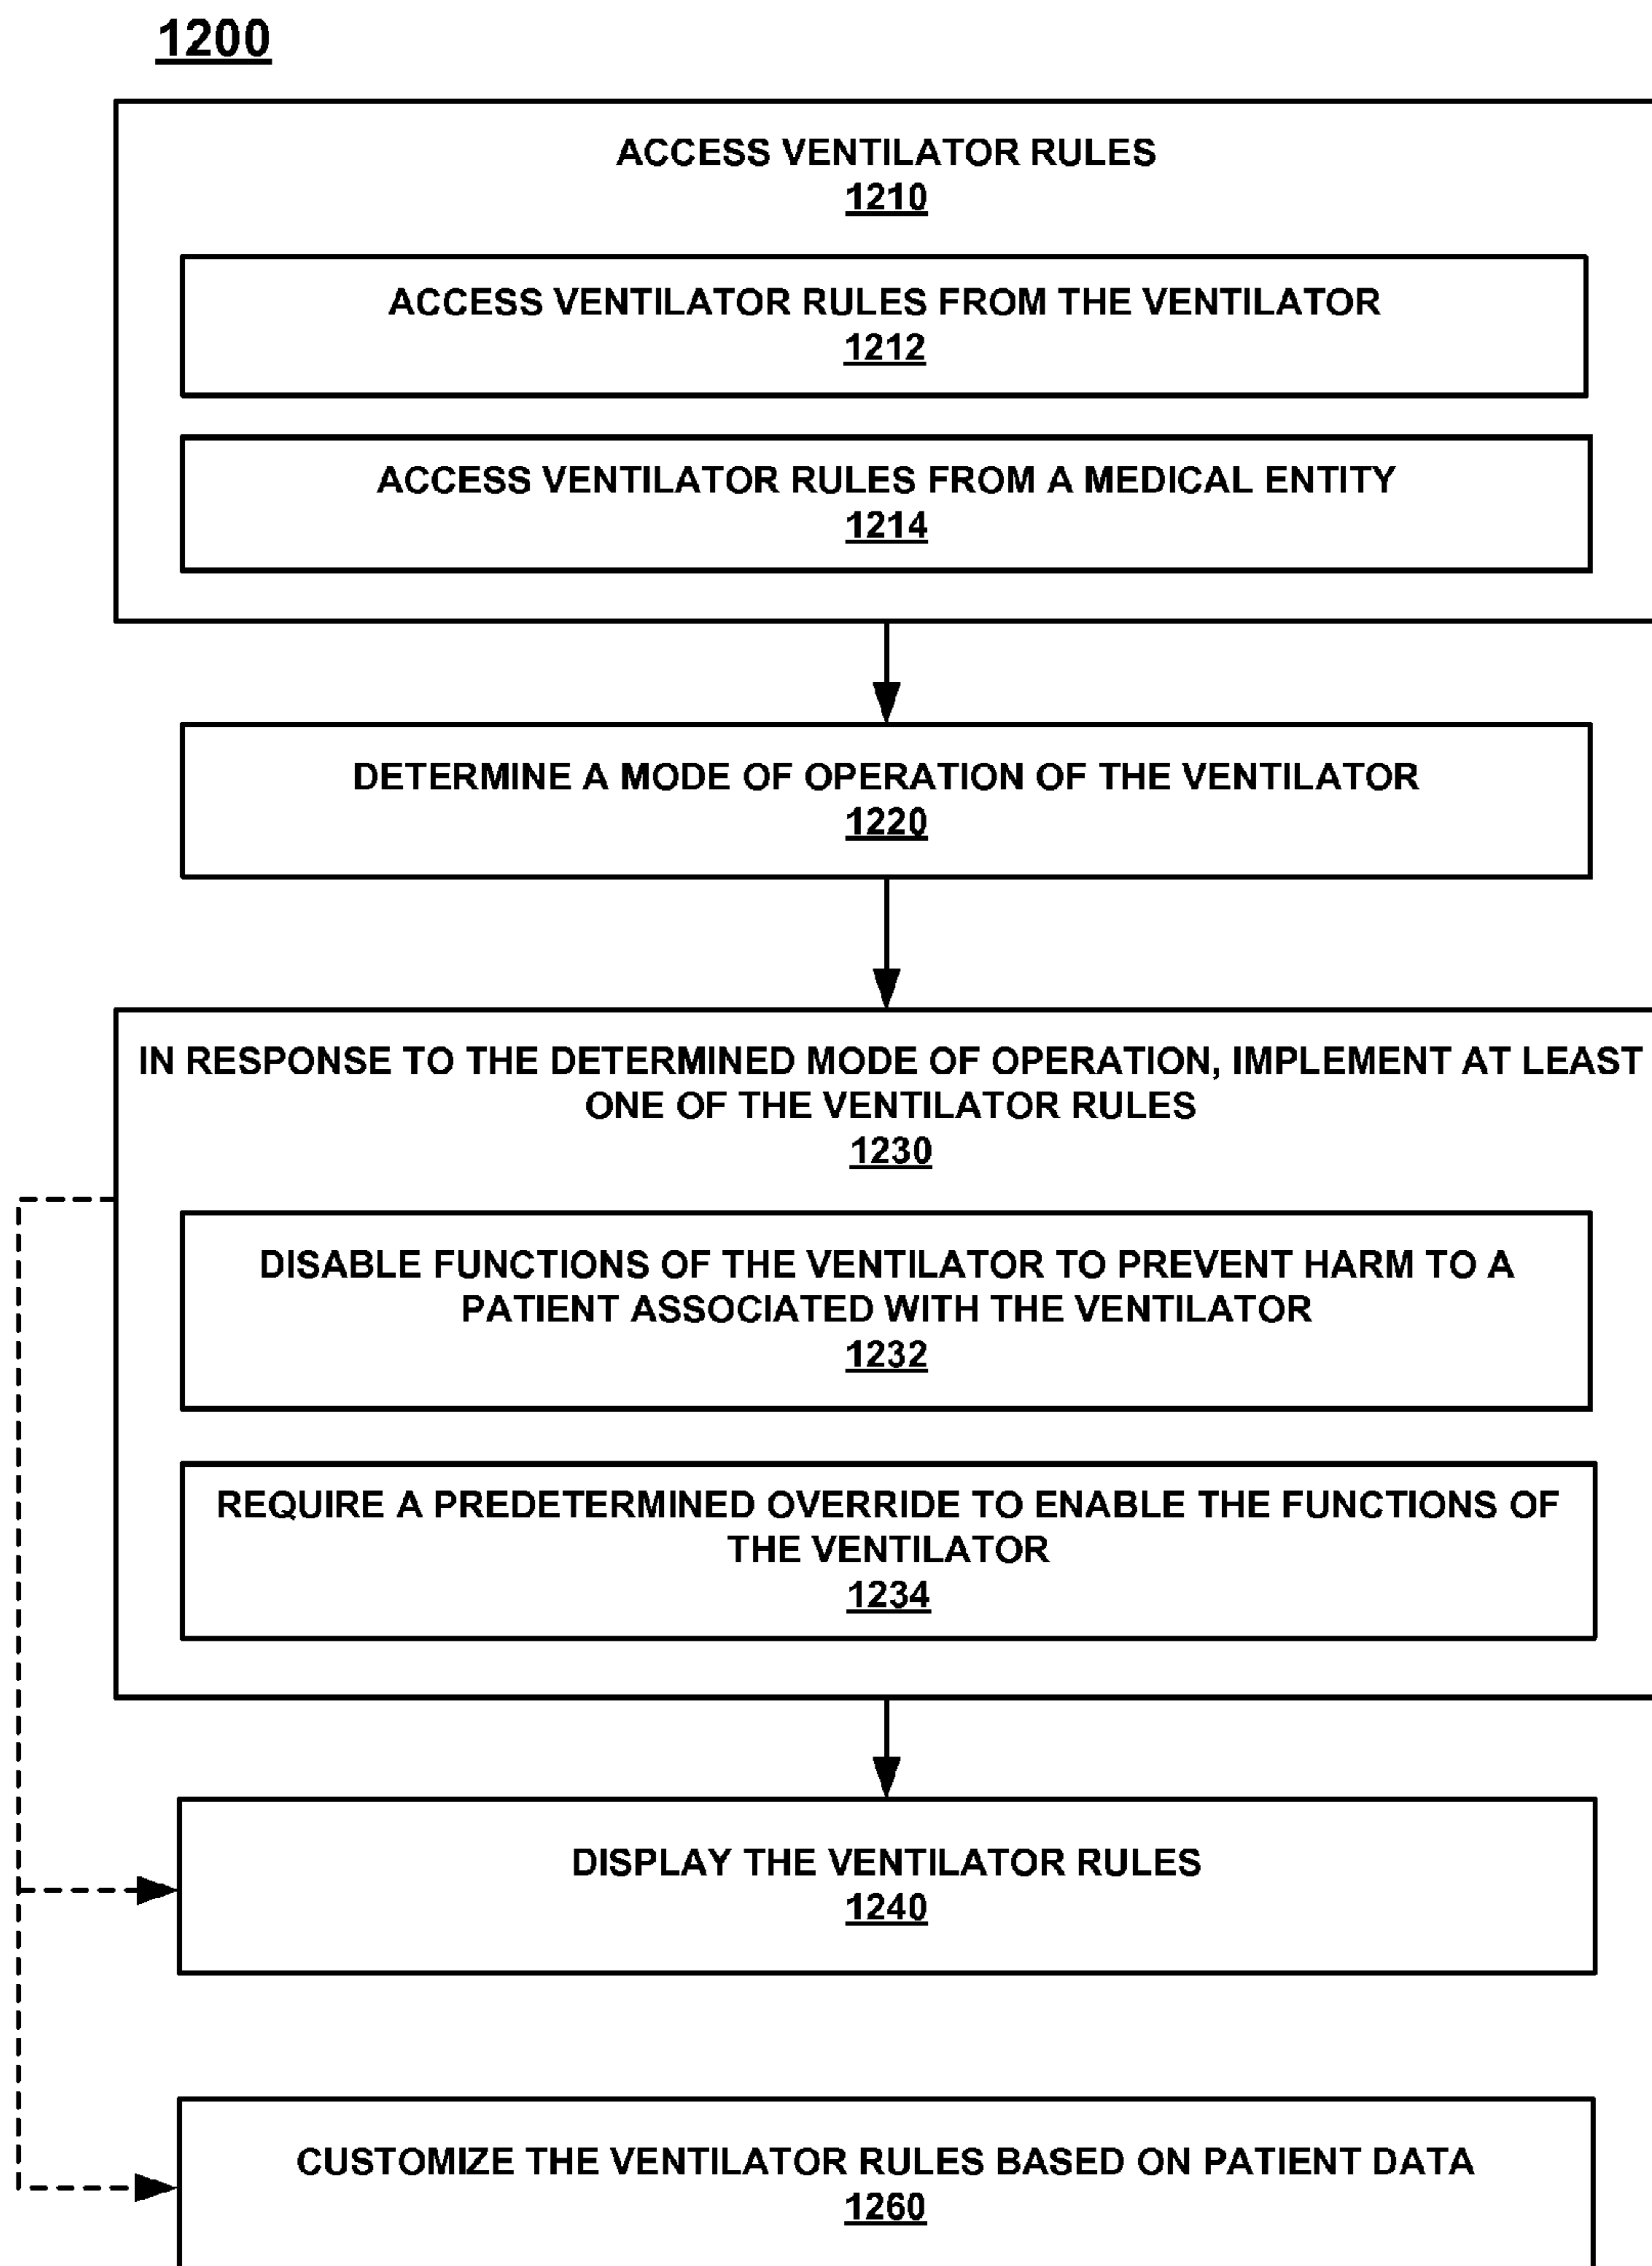 1200
ACCESS VENTILATOR RULES
1210
ACCESS VENTILATOR RULES FROM THE VENTILATOR
1212
ACCESS VENTILATOR RULES FROM A MEDICAL ENTITY
1214
DETERMINE A MODE OF OPERATION OF THE VENTILATOR
1220
IN RESPONSE TO THE DETERMINED MODE OF OPERATION, IMPLEMENT AT LEAST
ONE OF THE VENTILATOR RULES
1230
DISABLE FUNCTIONS OF THE VENTILATOR TO PREVENT HARM TO A
PATIENT ASSOCIATED WITH THE VENTILATOR
1232
REQUIRE A PREDETERMINED OVERRIDE TO ENABLE THE FUNCTIONS OF
THE VENTILATOR
1234
DISPLAY THE VENTILATOR RULES
1240
CUSTOMIZE THE VENTILATOR RULES BASED ON PATIENT DATA
1260